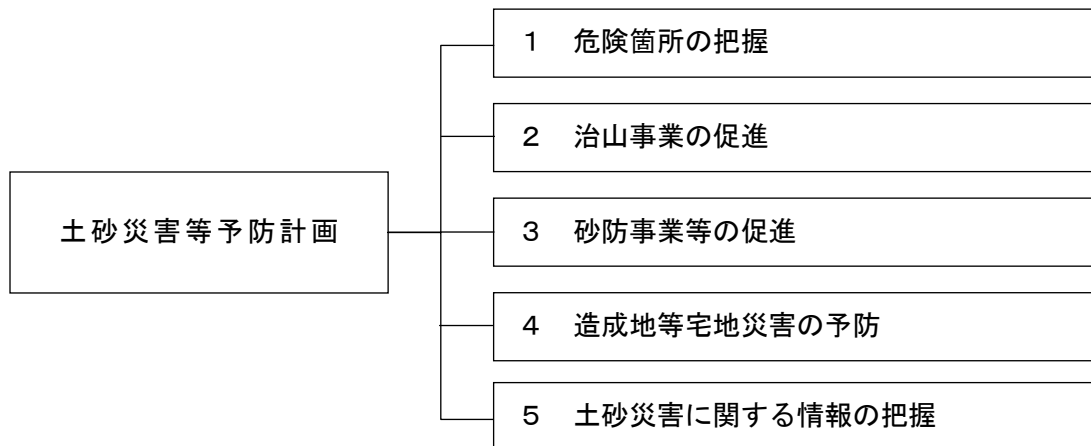 土砂災害等予防計画
１　危険箇所の把握
２　治山事業の促進
３　砂防事業等の促進
４　造成地等宅地災害の予防
５　土砂災害に関する情報の把握